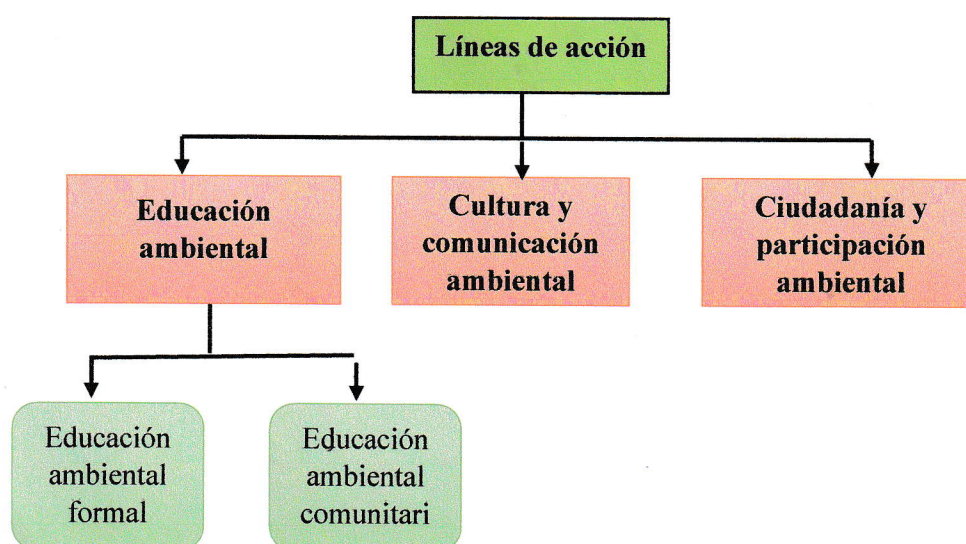 Líneas de acción
Educación
ambiental
Cultura y
comunicación
ambiental
Ciudadanía y
participación
ambiental
Educación
ambiental
formal
Educación
ambiental
comunitari